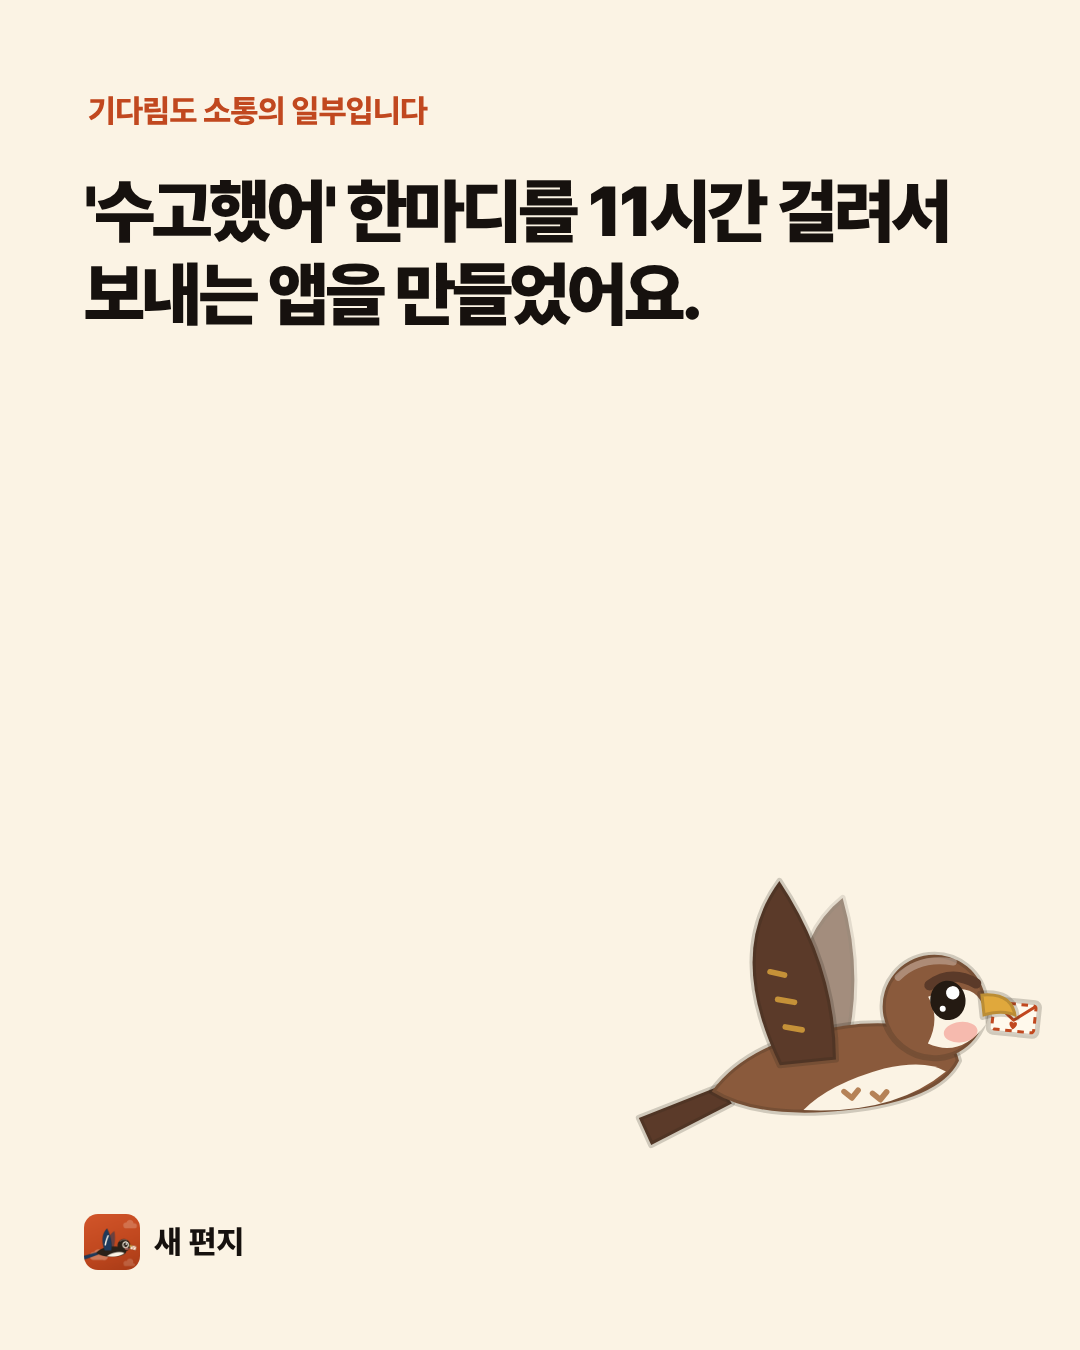 기다림도 소통의 일부입니다
'수고했어' 한마디를 11시간 걸려서
보내는 앱을 만들었어요.
새 편지